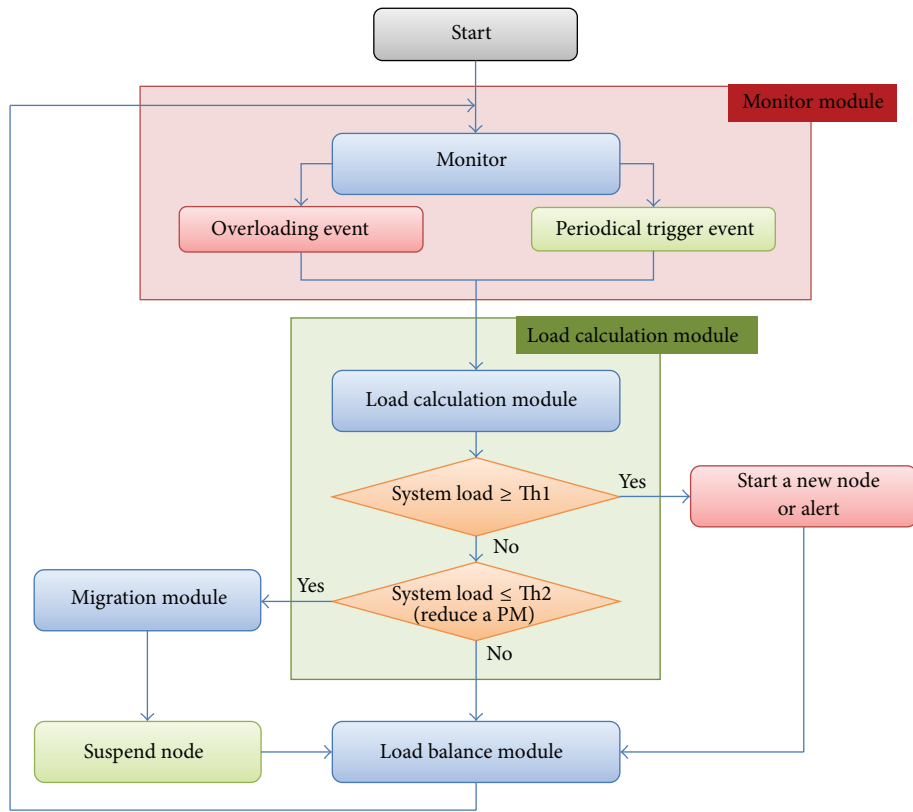 Start
Monitor module
Monitor
Overloading event
Periodical trigger event
Load calculation module
Load calculation module
System load ≥ Th1
Yes
Start a new node
or alert
No
System load ≤ Th2
(reduce a PM)
Yes
Migration module
No
Suspend node
Load balance module